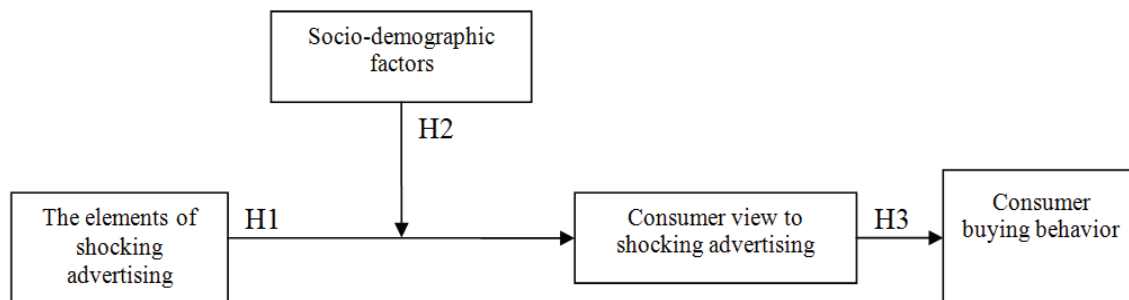 Socio-demographic
factors
H2
The elements of
shocking
advertising
H1
Consumer view to
shocking advertising
H3
Consumer
buying behavior